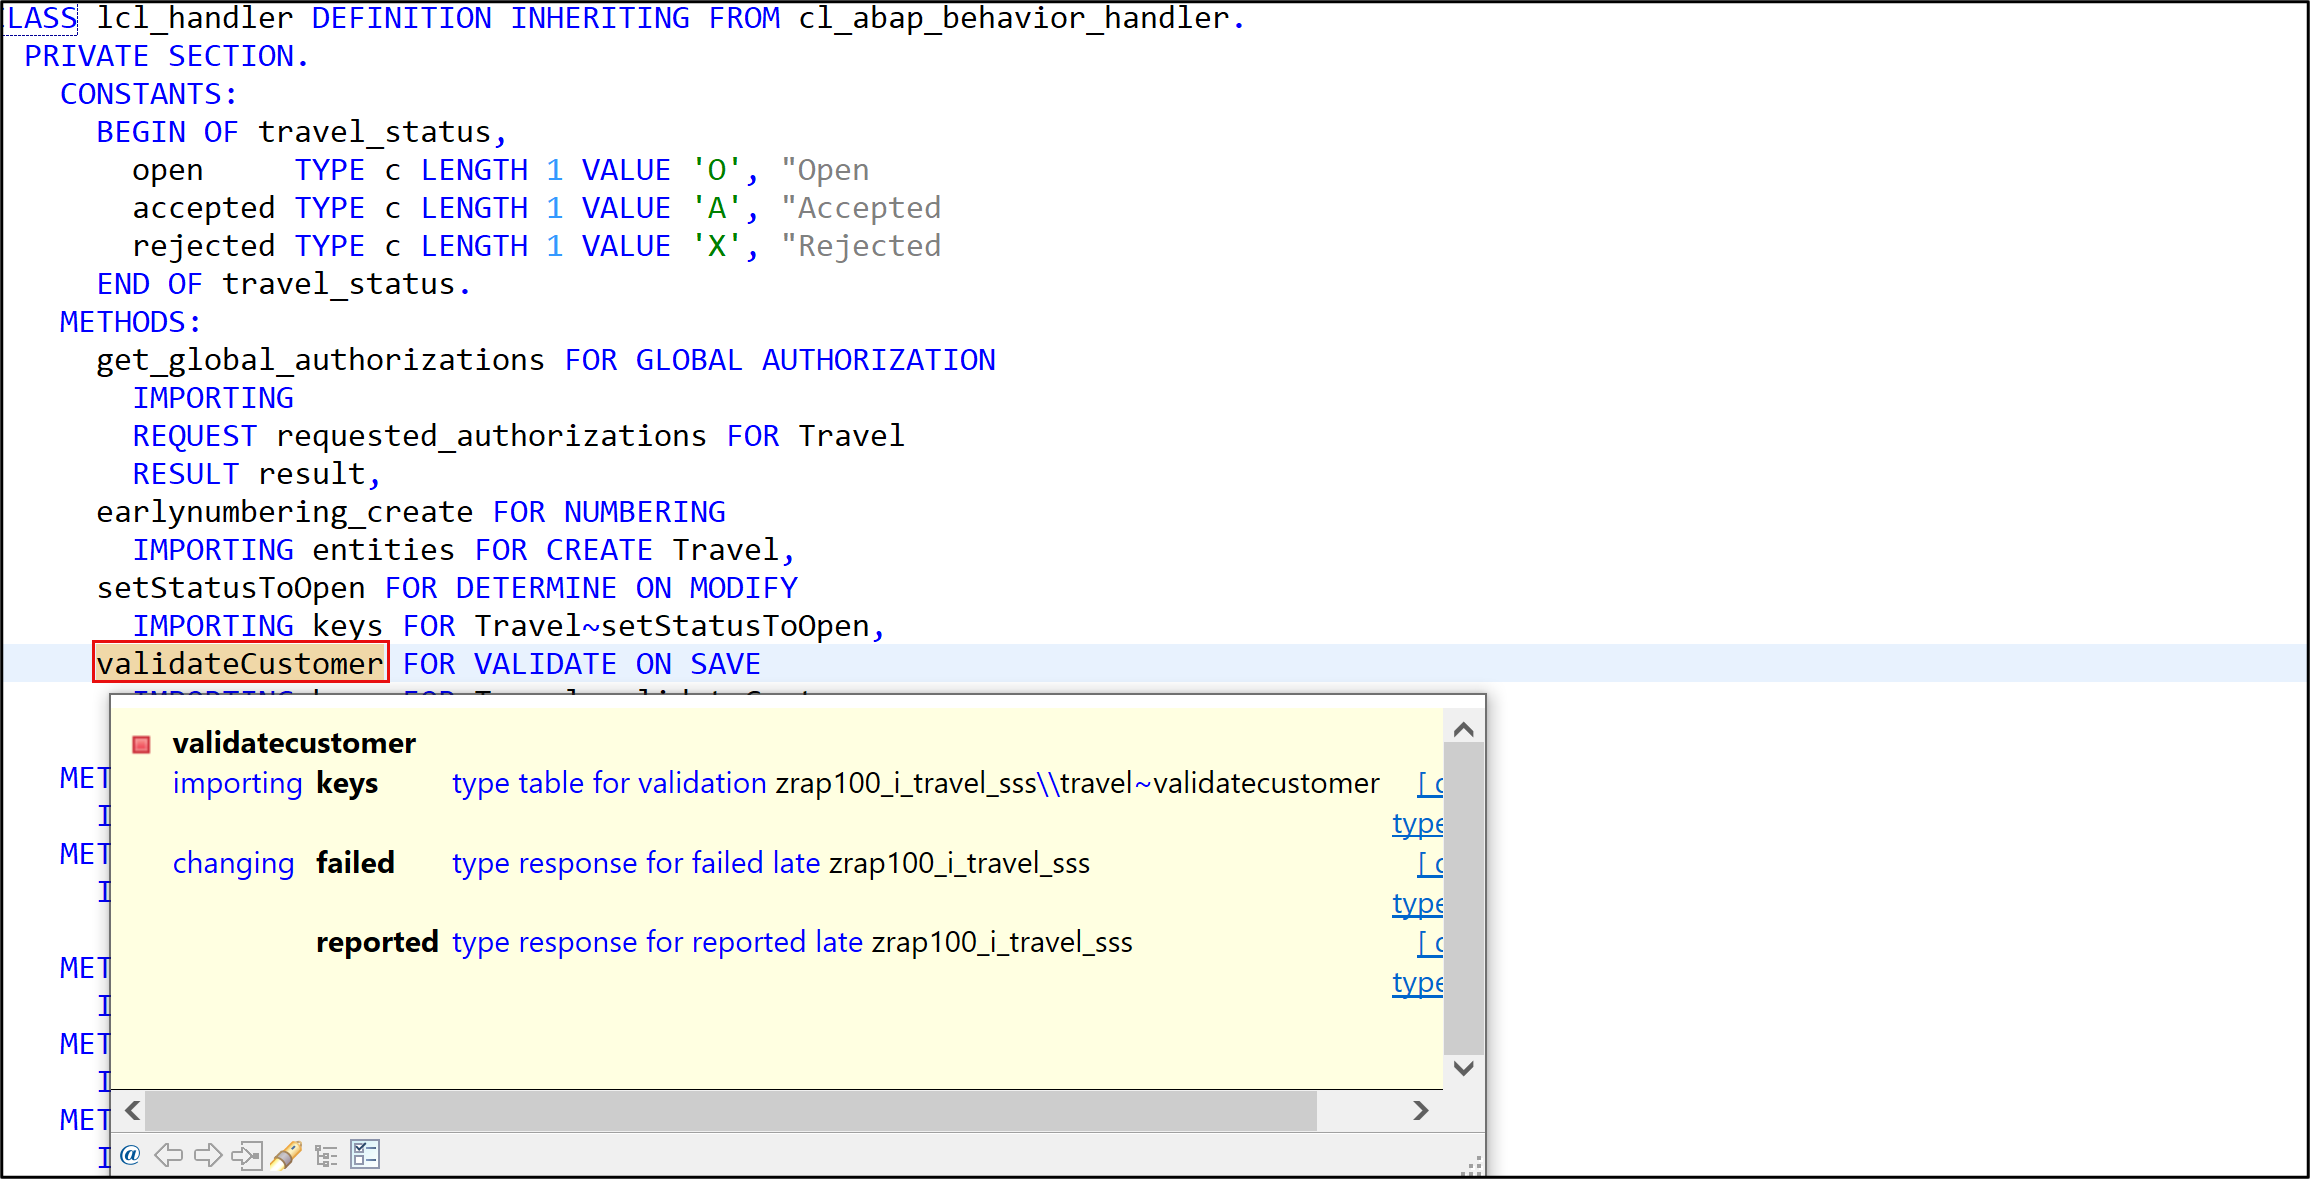 LASS lcl_handler DEFINITION INHERITING FROM cl_abap_behavior_handler.
PRIVATE SECTION.
CONSTANTS:
BEGIN OF travel_status,
open TYPE c LENGTH 1 VALUE 'O', "Open
accepted TYPE c LENGTH 1 VALUE 'A', "Accepted
rejected TYPE c LENGTH 1 VALUE 'X', "Rejected
END OF travel_status.
METHODS:
get_global_authorizations FOR GLOBAL AUTHORIZATION
IMPORTING
REQUEST requested_authorizations FOR Travel
RESULT result,
earlynumbering_create FOR NUMBERING
IMPORTING entities FOR CREATE Travel,
setStatusToOpen FOR DETERMINE ON MODIFY
IMPORTING keys FOR Travel~setStatusToOpen,
validateCustomer FOR VALIDATE ON SAVE
validatecustomer
importing keys type table for validation zrap100_i_travel_sss\\travel~validatecustomer [ c
type
changing failed type response for failed late zrap100_i_travel_sss [ c
type
reported type response for reported late zrap100_i_travel_sss [ c
type
MET
I
MET
I
MET
I
MET
I
MET
I
@